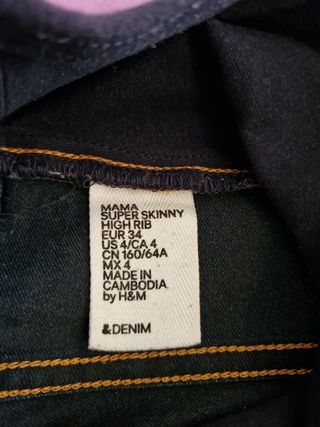 MAMA
SUPER SKINNY
HIGH RIB
EUR 34
US 4/CA 4
CN 160/64A
MX 4
MADE IN
CAMBODIA
by H&M
&DENIM